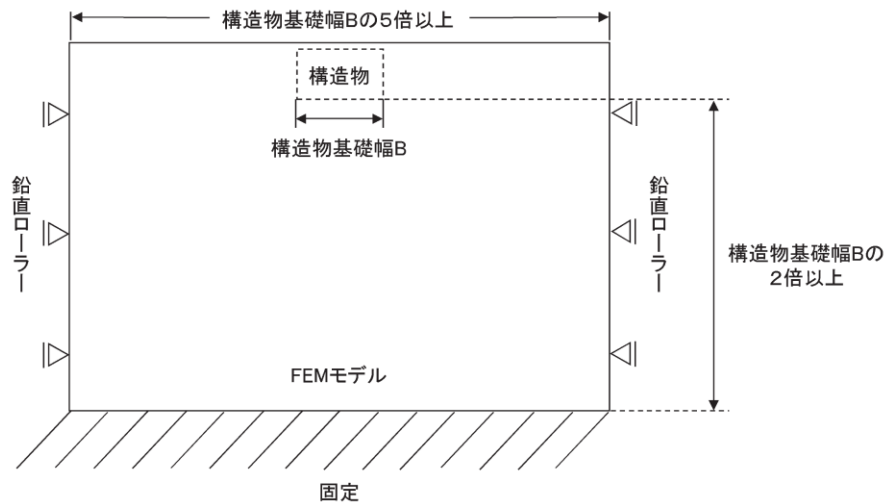 構造物基礎幅Bの5倍以上
構造物
構造物基礎幅B
鉛直ローラー
鉛直ローラー
構造物基礎幅Bの
2倍以上
FEMモデル
固定